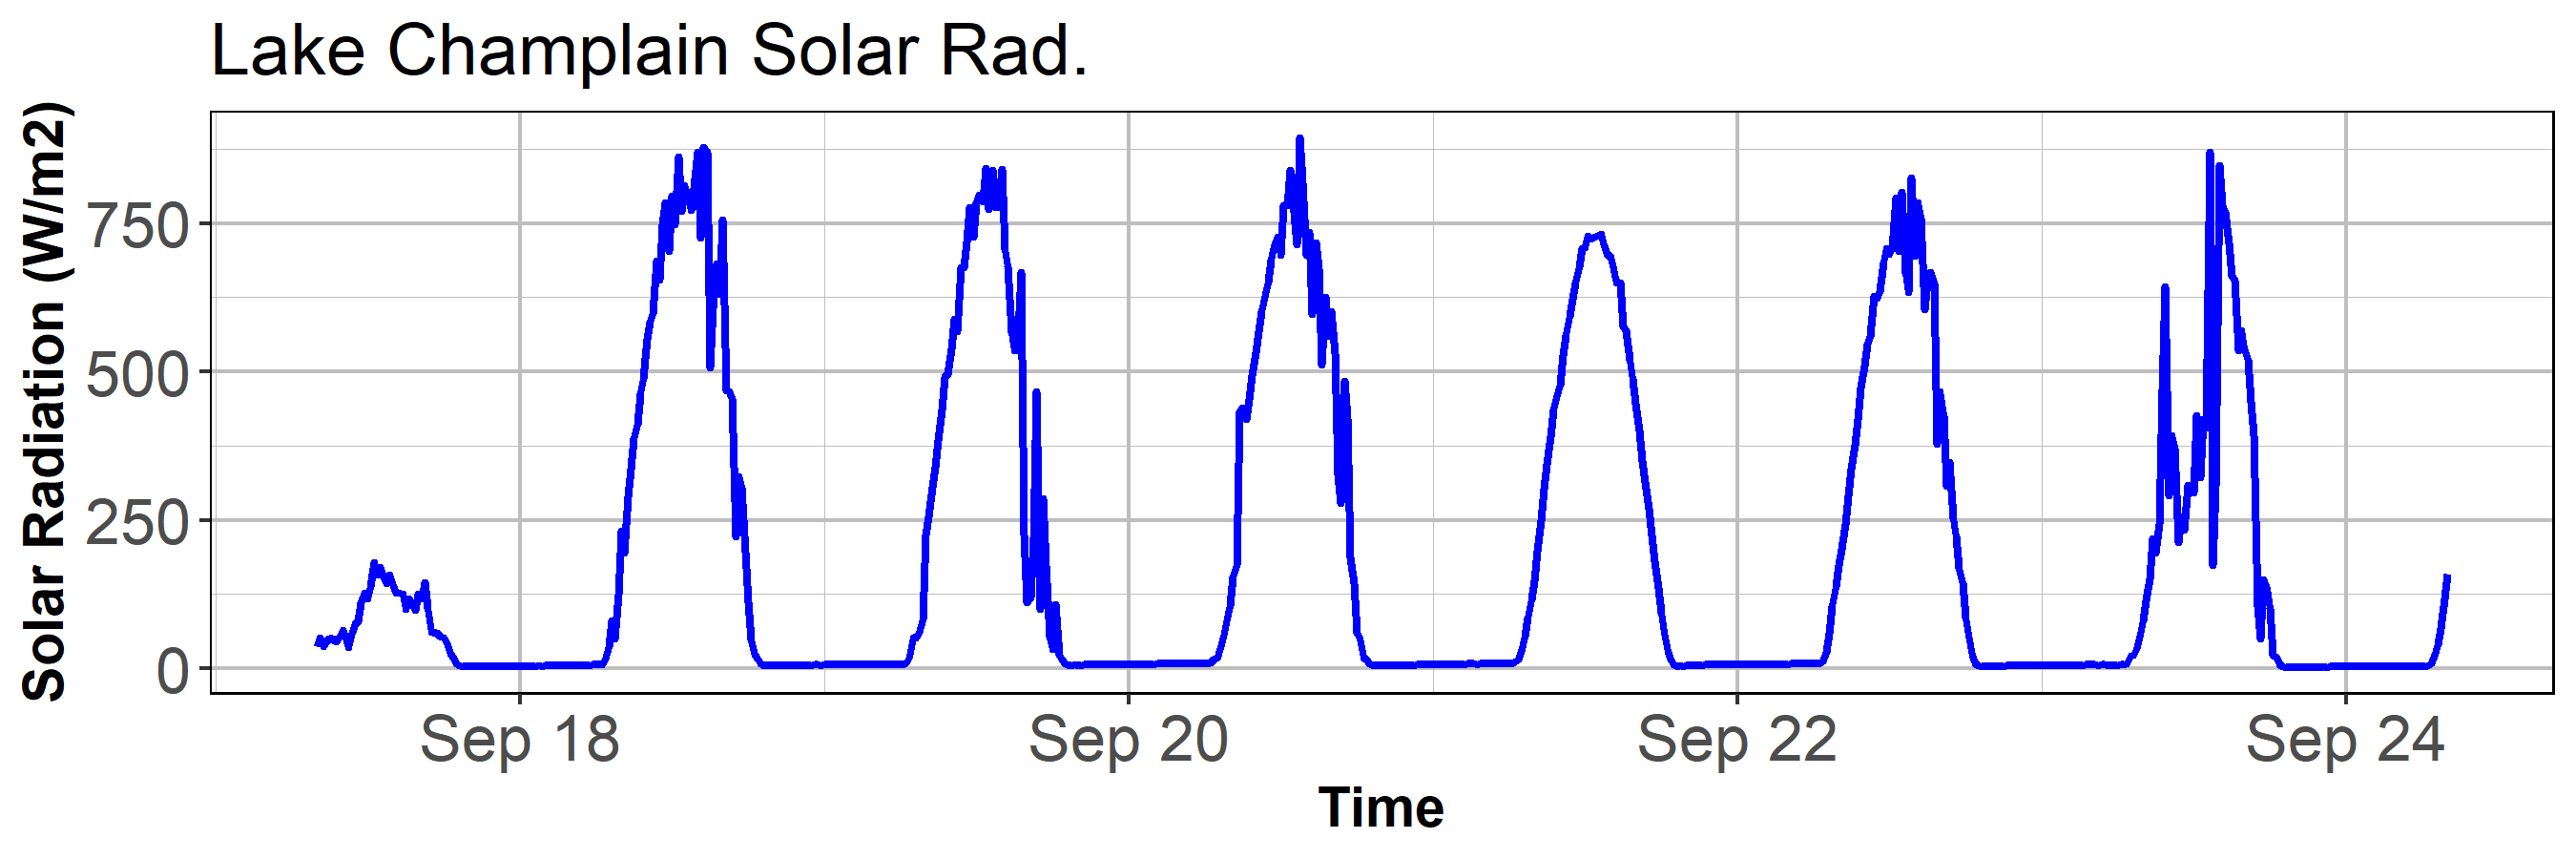 Lake Champlain Solar Rad.
Solar Radiation (W/m2)
750
500
250
0
Sep 18 Sep 20 Sep 22 Sep 24
Time